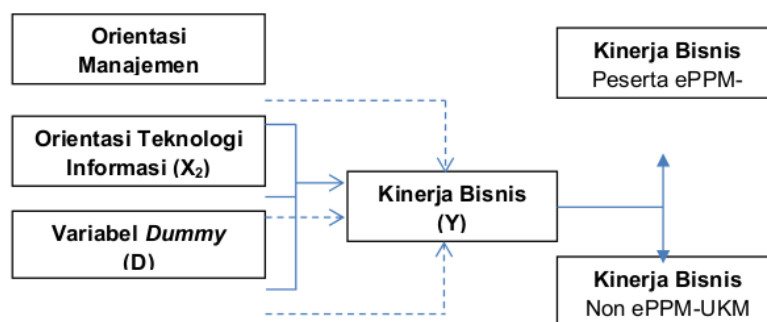 Orientasi
Manajemen
Orientasi Teknologi
Informasi (X₂)
Variabel Dummy
(D)
Kinerja Bisnis
(Y)
Kinerja Bisnis
Peserta ePPM-
Kinerja Bisnis
Non ePPM-UKM